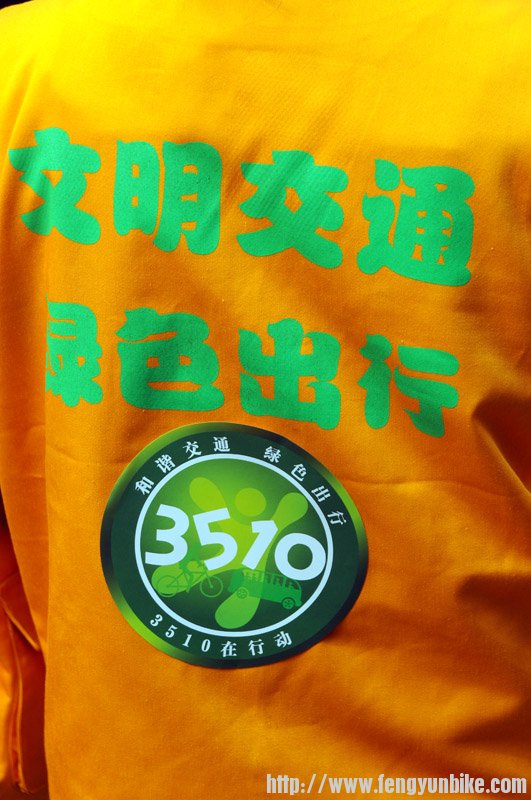 文明交通
绿色出行
和谐交通 绿色出行
3510
3510在行动
http://www.fengyunbike.com